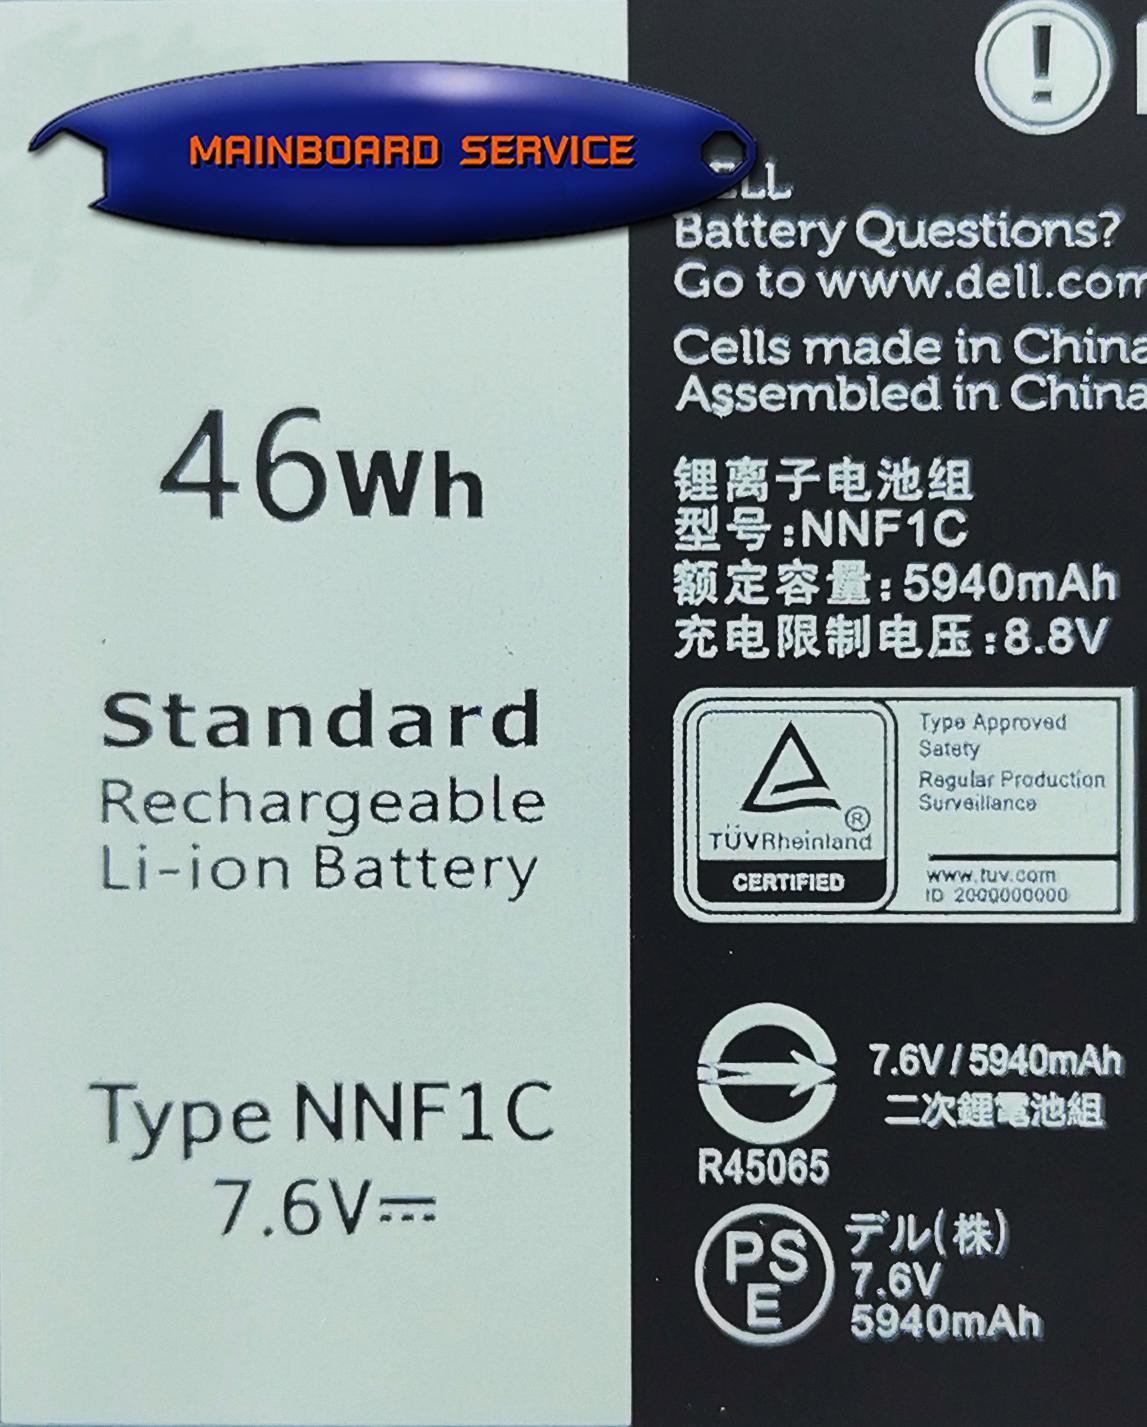 MAINBOARD SERVICE
46Wh
Standard
Rechargeable
Li-ion Battery
Type NNF1C
7.6V
Battery Questions?
Go to www.dell.com
Cells made in China
Assembled in China
锂离子电池组
型号:NNF1C
额定容量:5940mAh
充电限制电压:8.8V
TÜVRheinland
CERTIFIED
Type Approved
Safety
Regular Production
Surveillance
www.tuv.com
ID 2000000000
R45065
7.6V / 5940mAh
二次鋰電池組
PS
E
デル(株)
7.6V
5940mAh